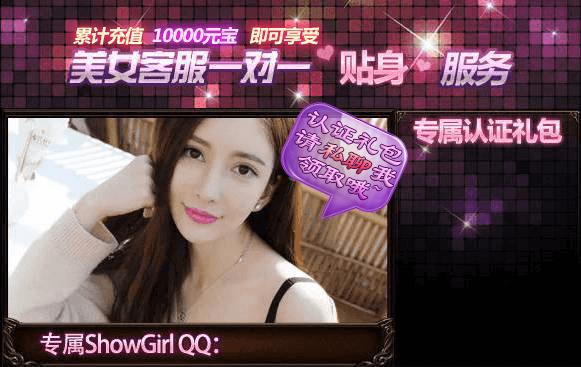 累计充值 10000元宝 即可享受
美女客服一对一 贴身 服务
认证礼包
请私聊我
领取哦~
专属认证礼包
专属ShowGirl QQ: